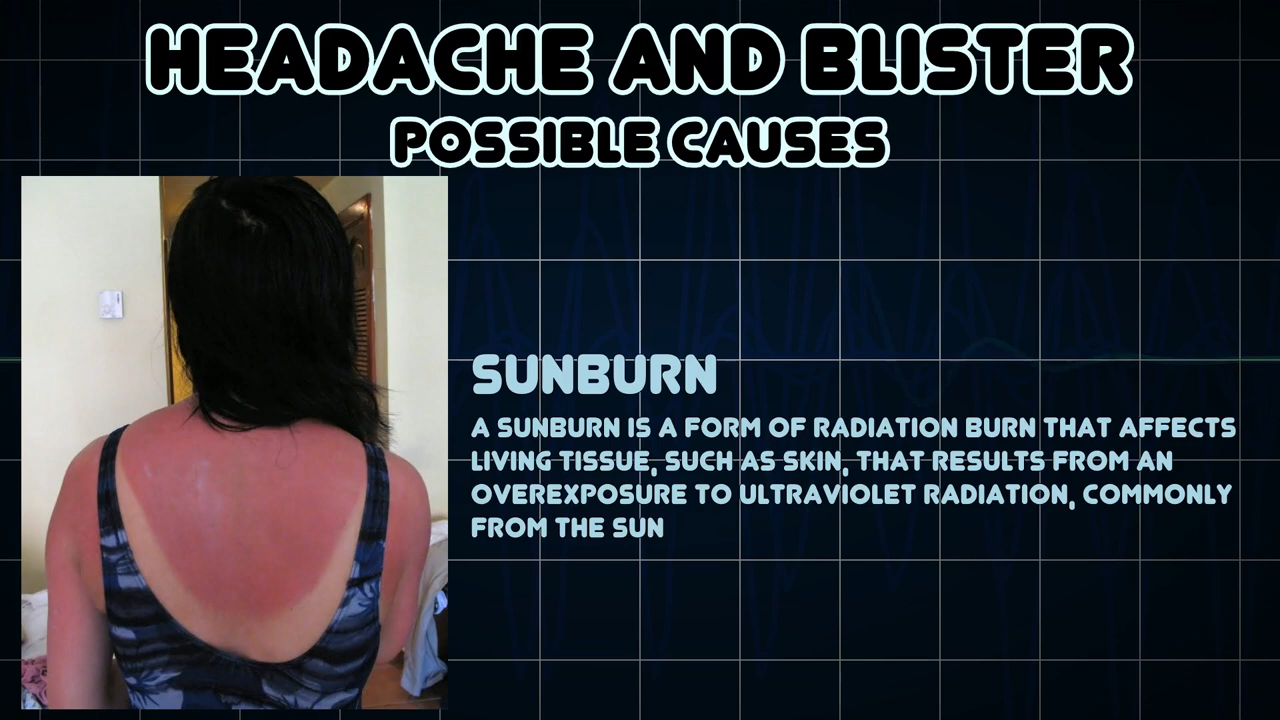 HEADACHE AND BLISTER
POSSIBLE CAUSES
SUNBURN
A SUNBURN IS A FORM OF RADIATION BURN THAT AFFECTS
LIVING TISSUE, SUCH AS SKIN, THAT RESULTS FROM AN
OVEREXPOSURE TO ULTRAVIOLET RADIATION, COMMONLY
FROM THE SUN